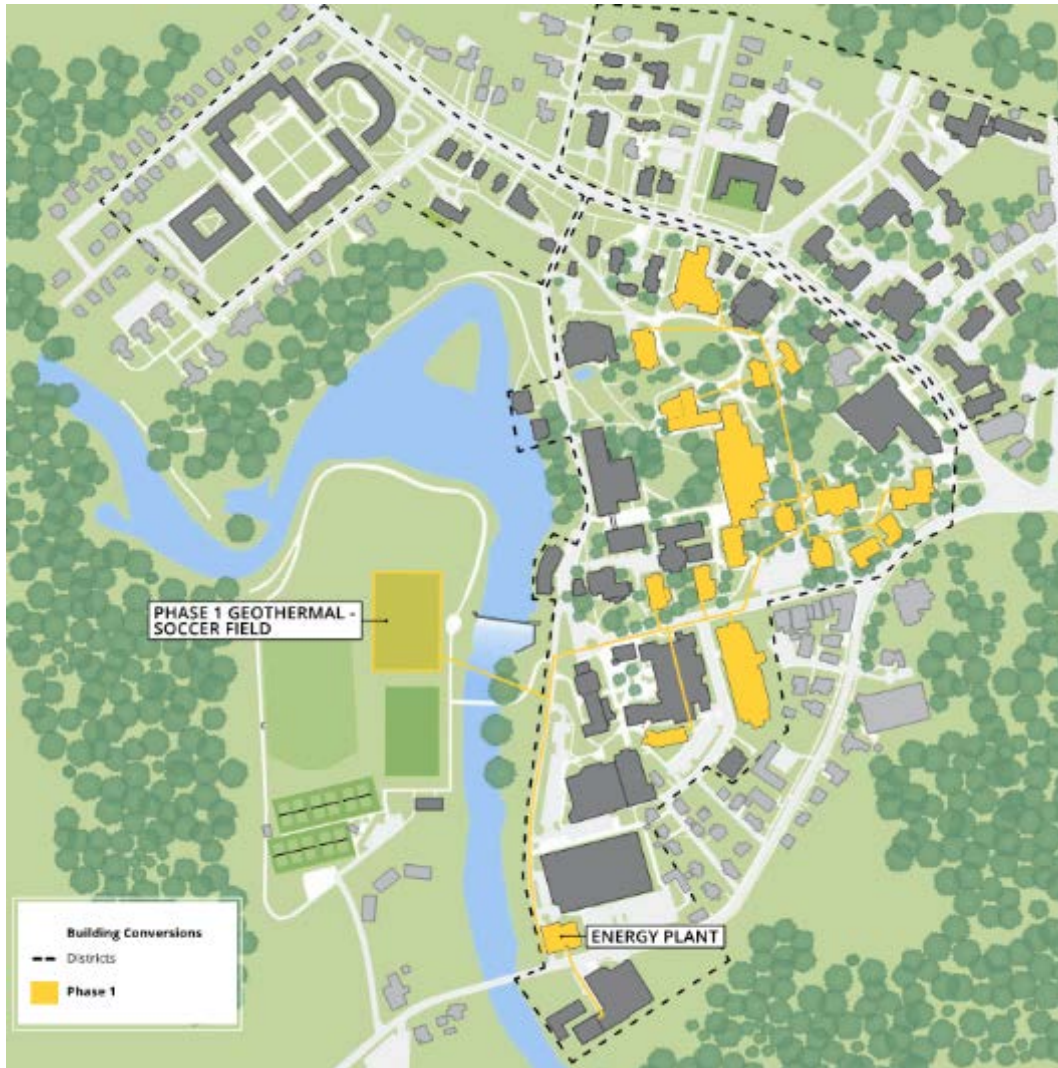 PHASE 1 GEOTHERMAL -
SOCCER FIELD
ENERGY PLANT
Building Conversions
Districts
Phase 1